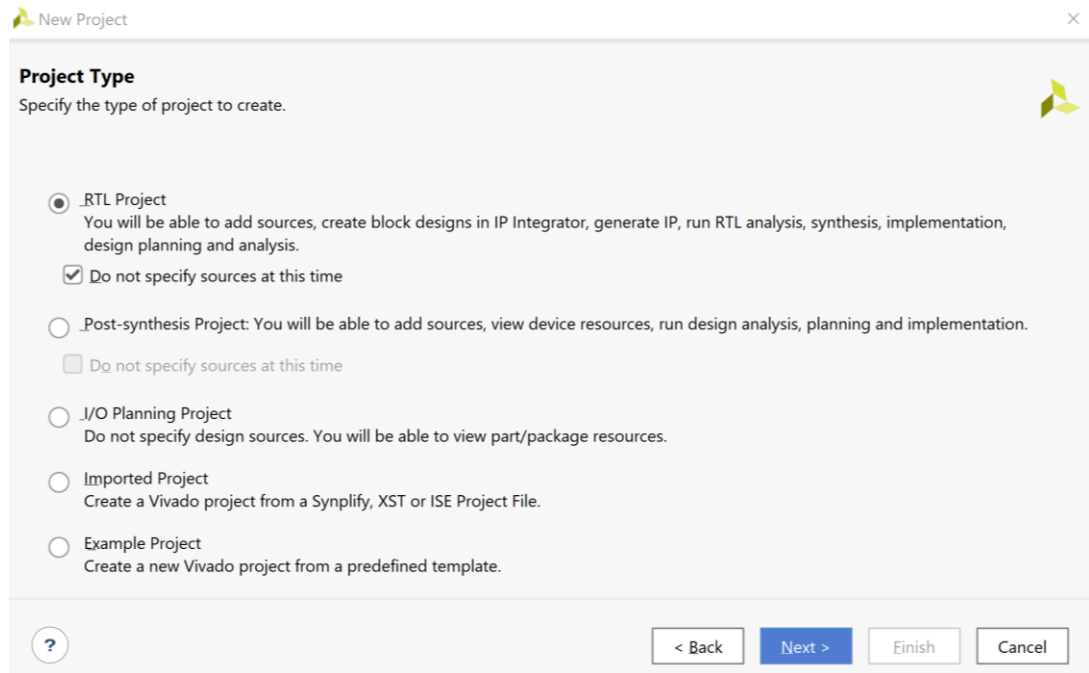 New Project
Project Type
Specify the type of project to create.
RTL Project
You will be able to add sources, create block designs in IP Integrator, generate IP, run RTL analysis, synthesis, implementation,
design planning and analysis.
Do not specify sources at this time
Post-synthesis Project: You will be able to add sources, view device resources, run design analysis, planning and implementation.
Do not specify sources at this time
I/O Planning Project
Do not specify design sources. You will be able to view part/package resources.
Imported Project
Create a Vivado project from a Synplify, XST or ISE Project File.
Example Project
Create a new Vivado project from a predefined template.
? < Back Next > Finish Cancel